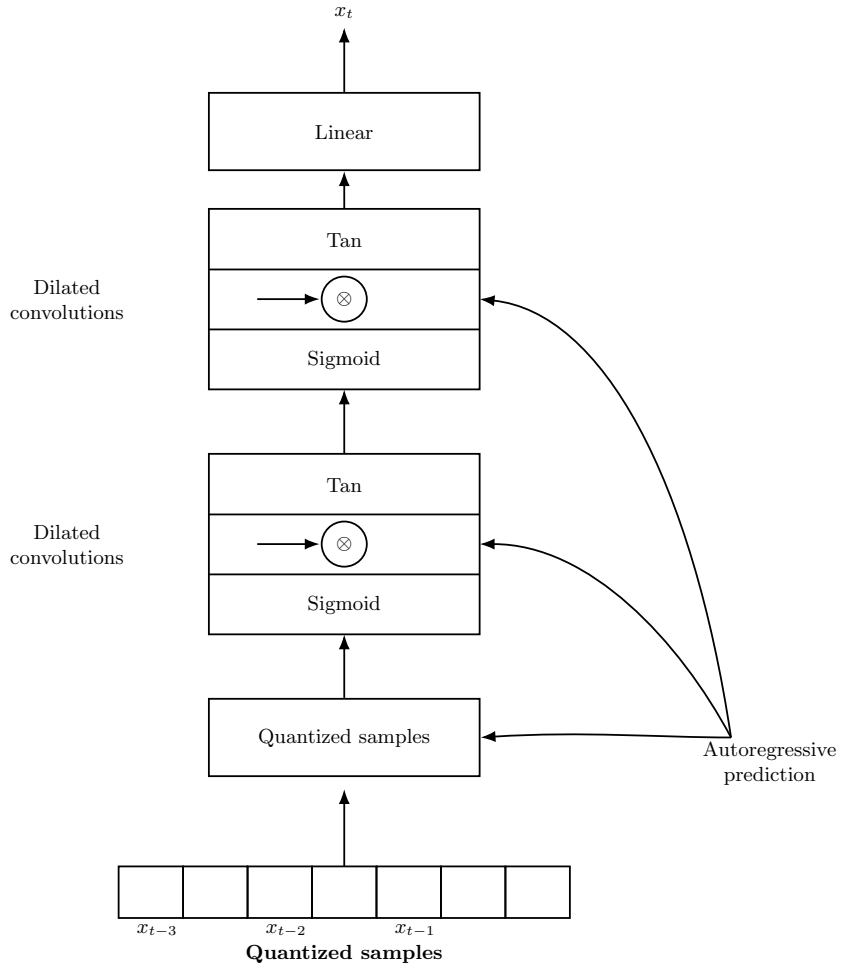 x_{t}
Linear
Tan
Dilated
convolutions
⊗
Sigmoid
Tan
Dilated
convolutions
⊗
Sigmoid
Quantized samples
Autoregressive
prediction
x_{t-3} x_{t-2} x_{t-1}
Quantized samples